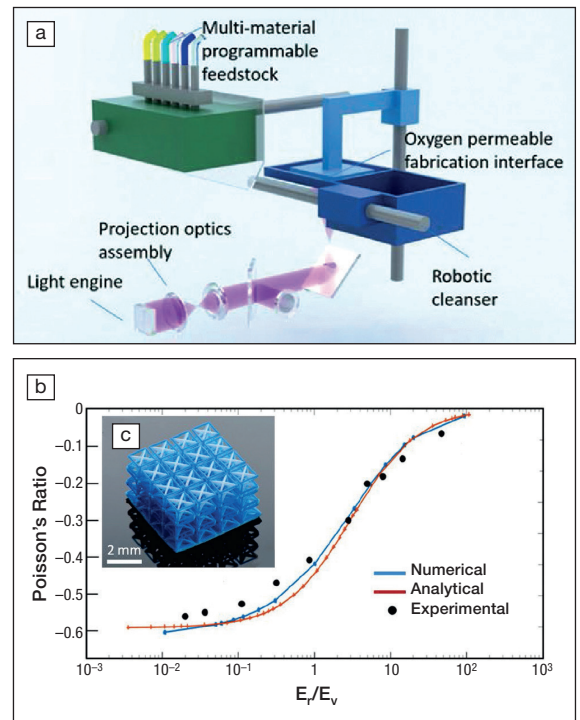 a
Multi-material
programmable
feedstock
Oxygen permeable
fabrication interface
Projection optics
assembly
Light engine
Robotic
cleanser
b
c
2 mm
Poisson's Ratio
0
−0.1
−0.2
−0.3
−0.4
−0.5
−0.6
Numerical
Analytical
Experimental
10⁻³
10⁻²
10⁻¹
1
10
10²
10³
Eᵣ/Eᵥ